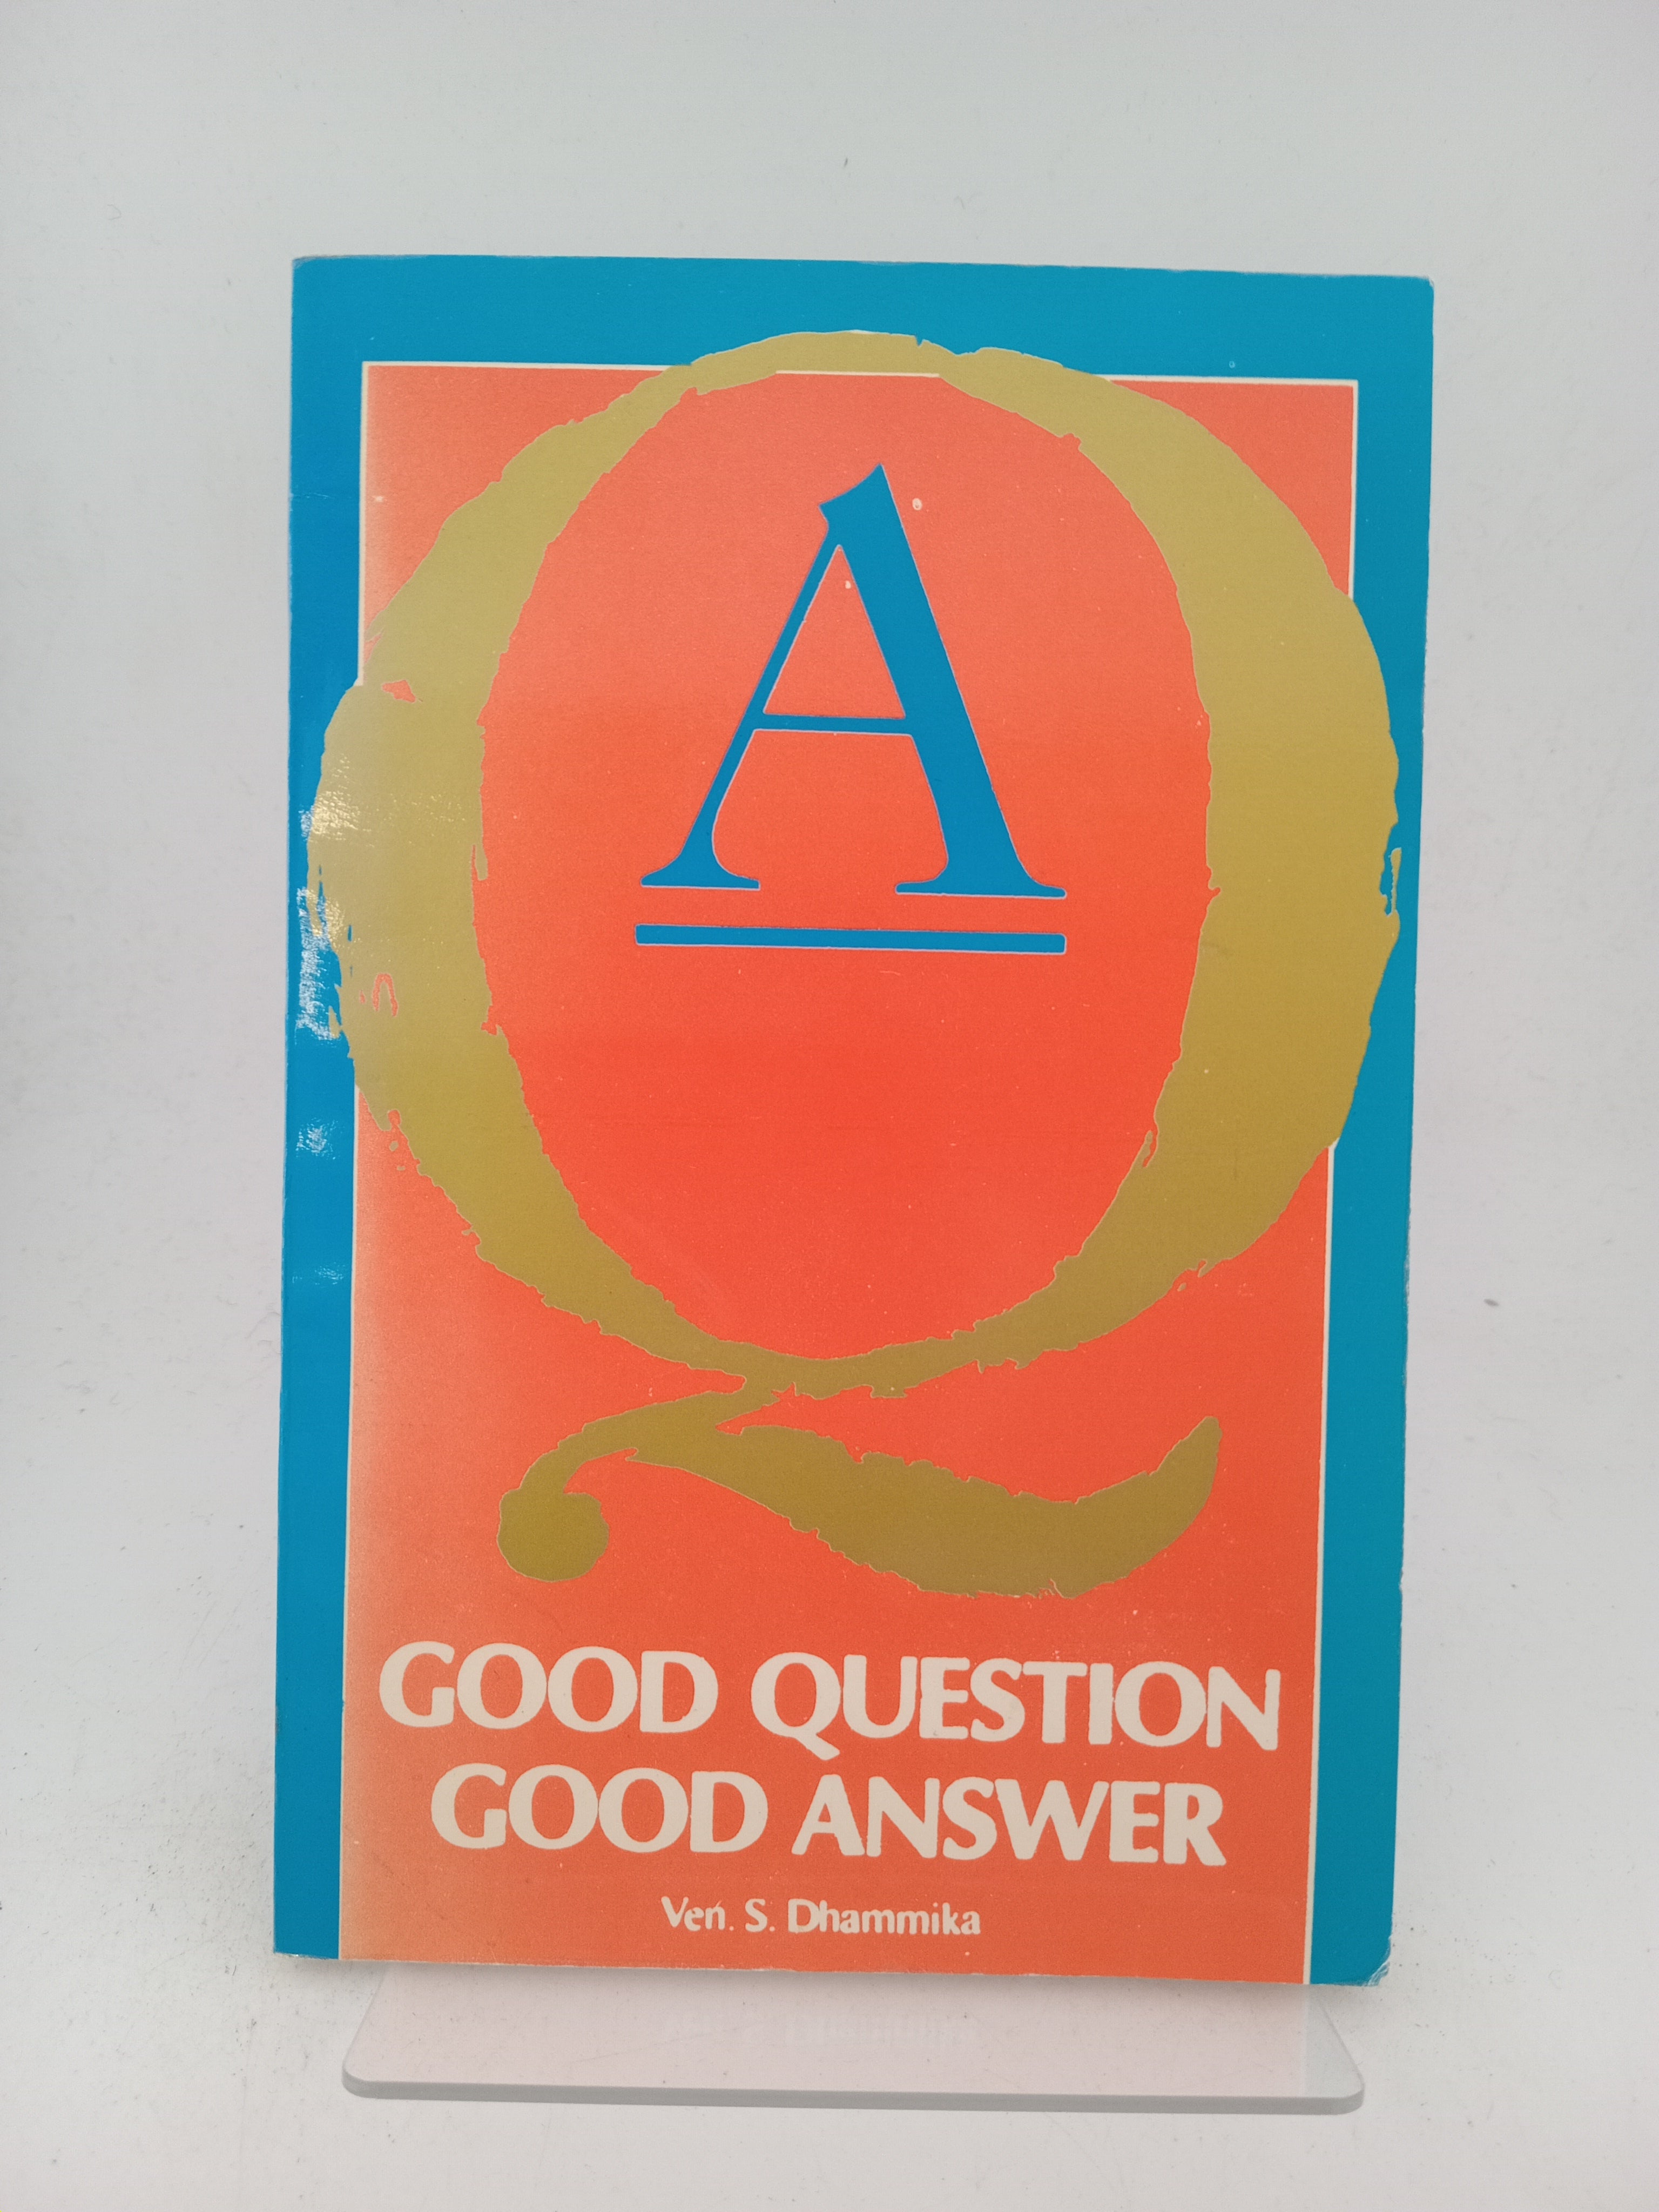 Q
A
GOOD QUESTION
GOOD ANSWER
Ven. S. Dhammika